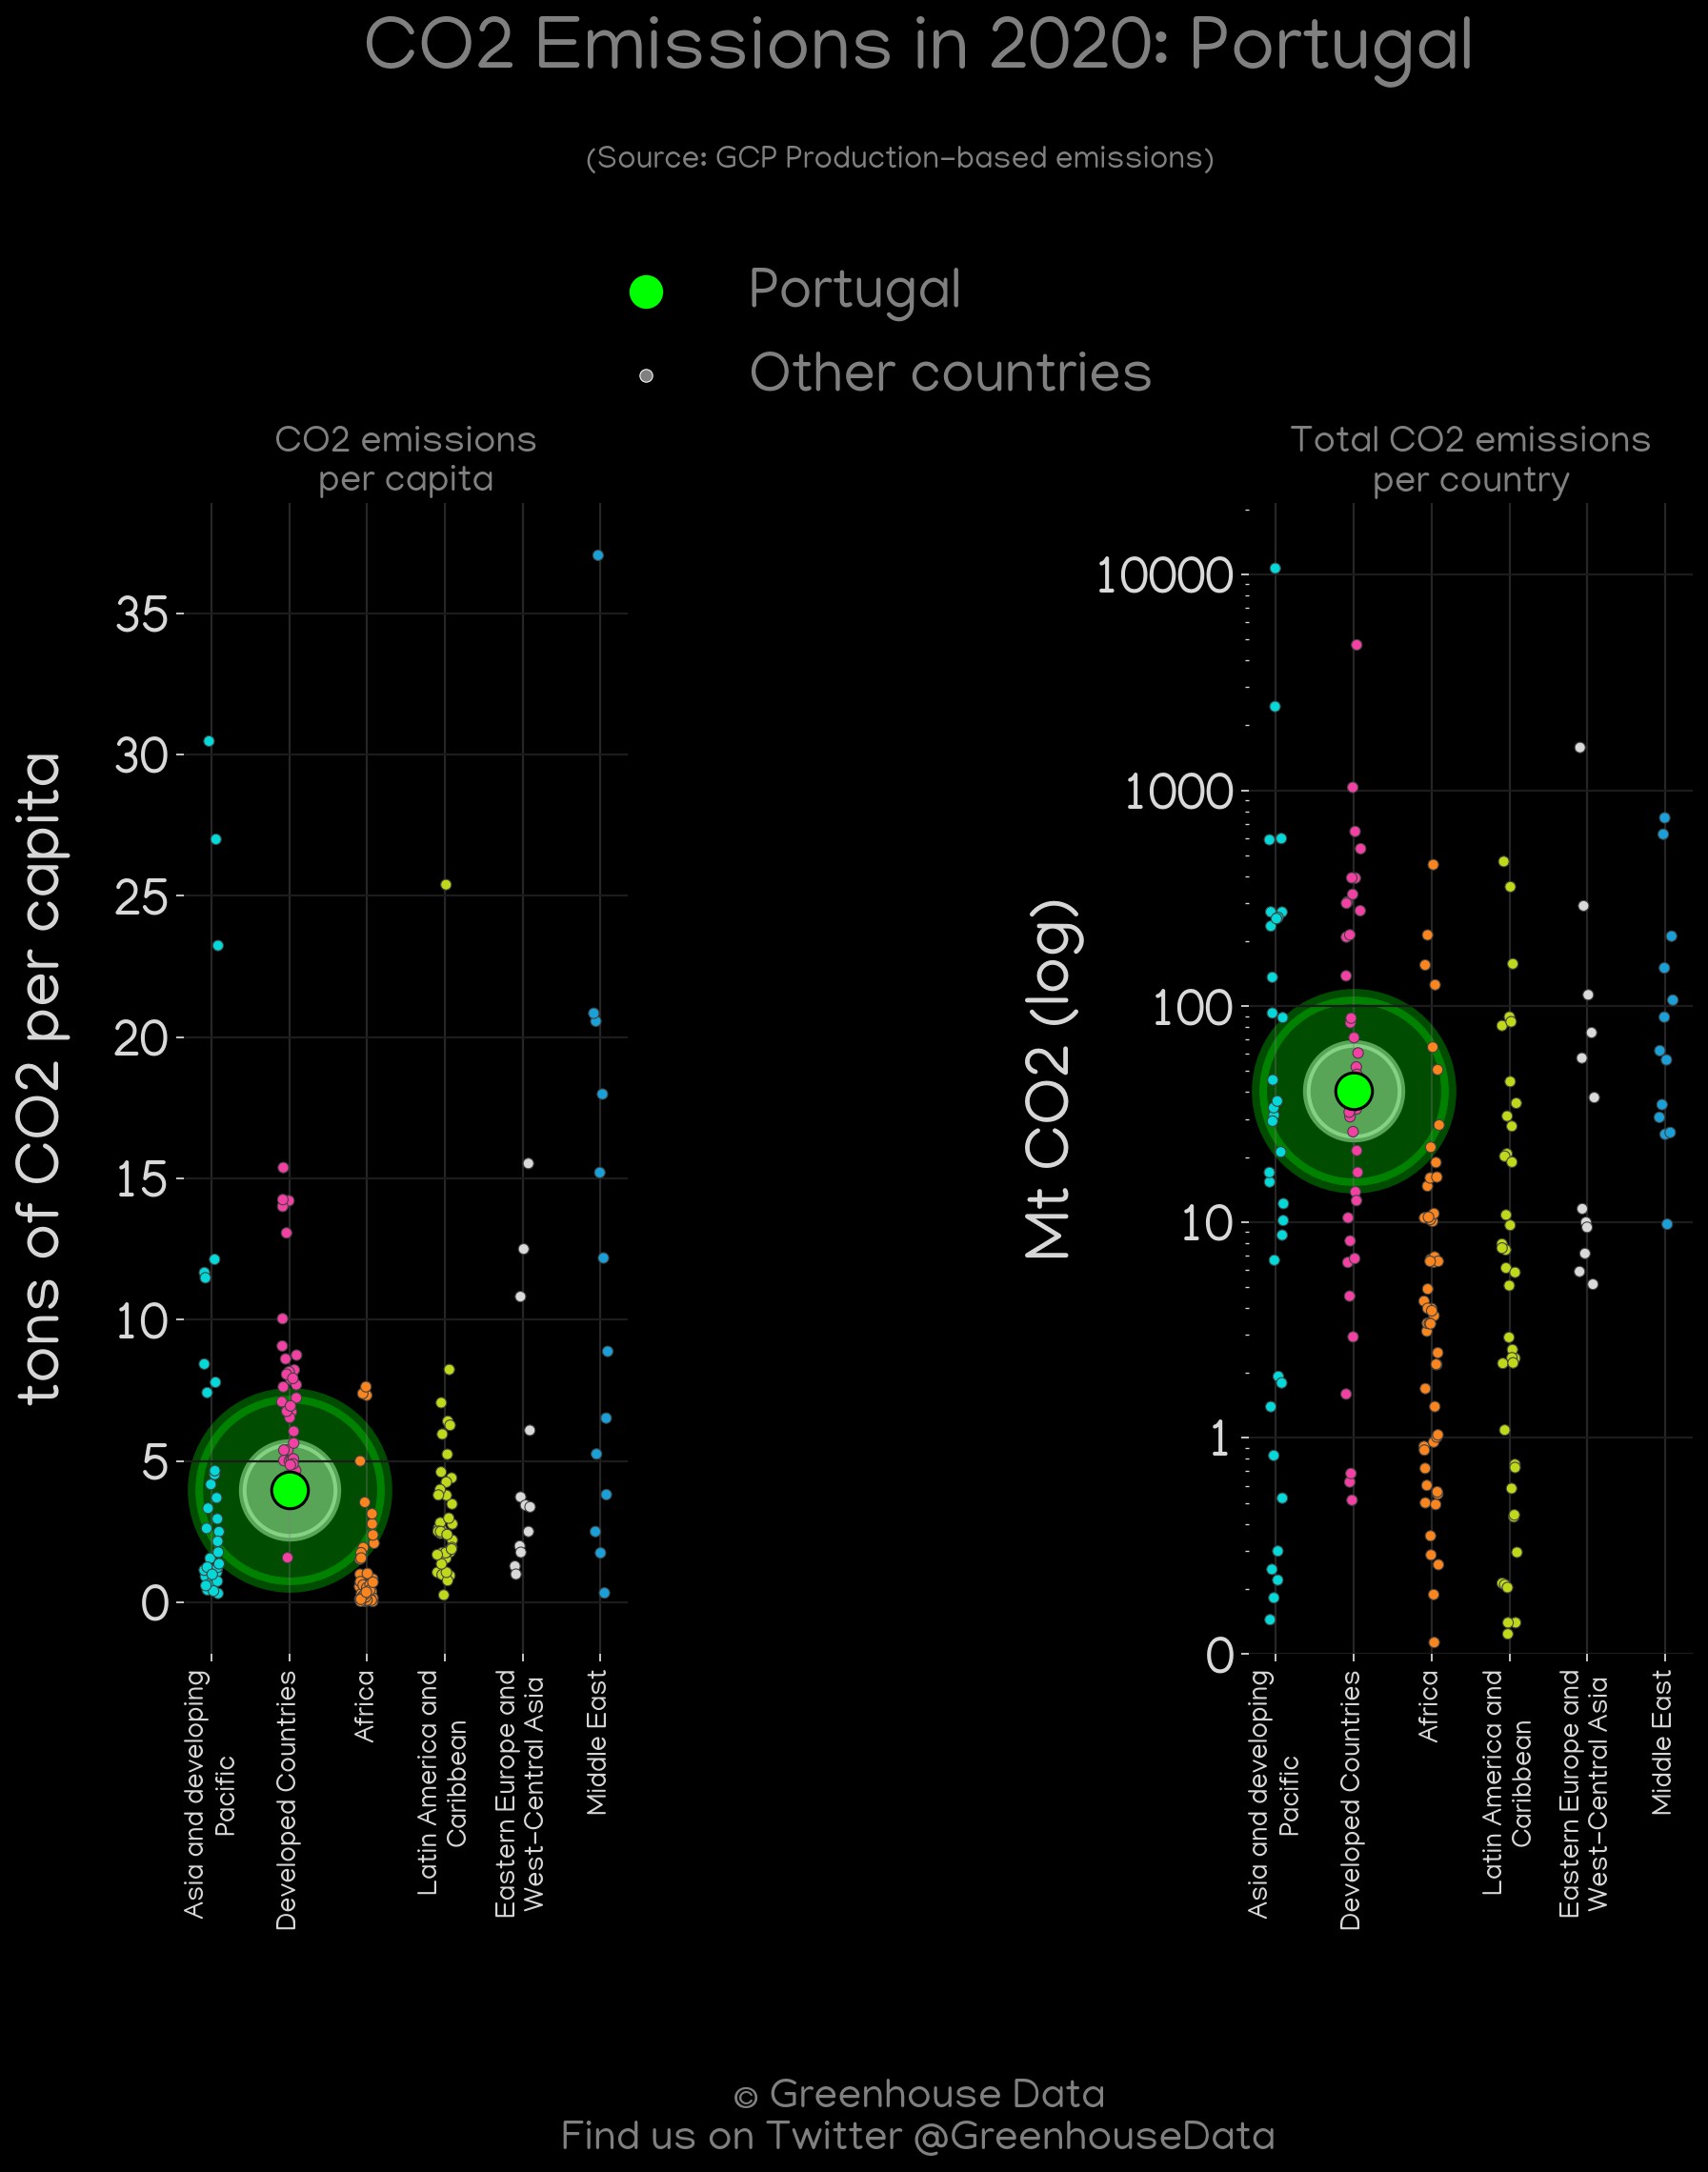 CO2 Emissions in 2020: Portugal
(Source: GCP Production-based emissions)
Portugal
Other countries
CO2 emissions
per capita
tons of CO2 per capita
35
30
25
20
15
10
5
0
Asia and developing
Pacific
Developed Countries
Africa
Latin America and
Caribbean
Eastern Europe and
West-Central Asia
Middle East
Total CO2 emissions
per country
Mt CO2 (log)
10000
1000
100
10
1
0
Asia and developing
Pacific
Developed Countries
Africa
Latin America and
Caribbean
Eastern Europe and
West-Central Asia
Middle East
© Greenhouse Data
Find us on Twitter @GreenhouseData